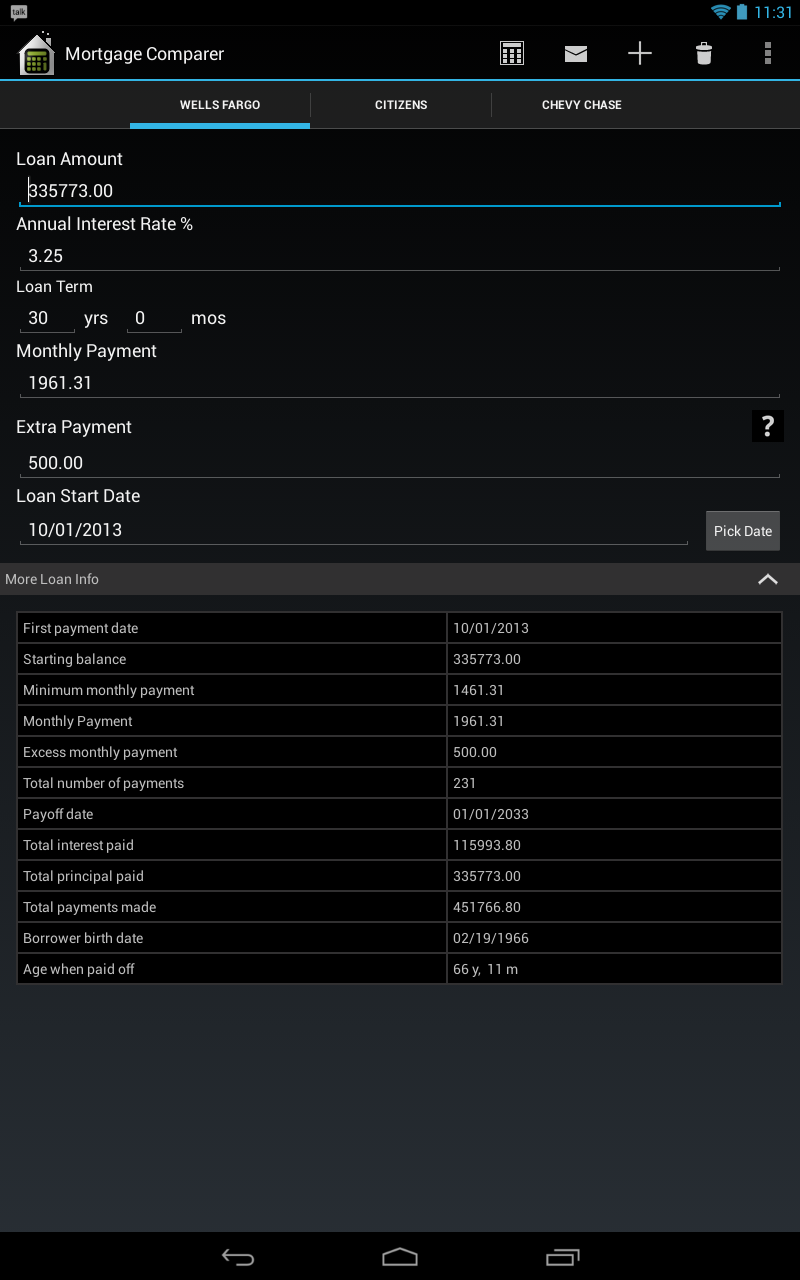 talk 11:31
Mortgage Comparer
WELLS FARGO CITIZENS CHEVY CHASE
Loan Amount
335773.00
Annual Interest Rate %
3.25
Loan Term
30 yrs 0 mos
Monthly Payment
1961.31
Extra Payment ?
500.00
Loan Start Date
10/01/2013 Pick Date
More Loan Info
First payment date 10/01/2013
Starting balance 335773.00
Minimum monthly payment 1461.31
Monthly Payment 1961.31
Excess monthly payment 500.00
Total number of payments 231
Payoff date 01/01/2033
Total interest paid 115993.80
Total principal paid 335773.00
Total payments made 451766.80
Borrower birth date 02/19/1966
Age when paid off 66 y, 11 m